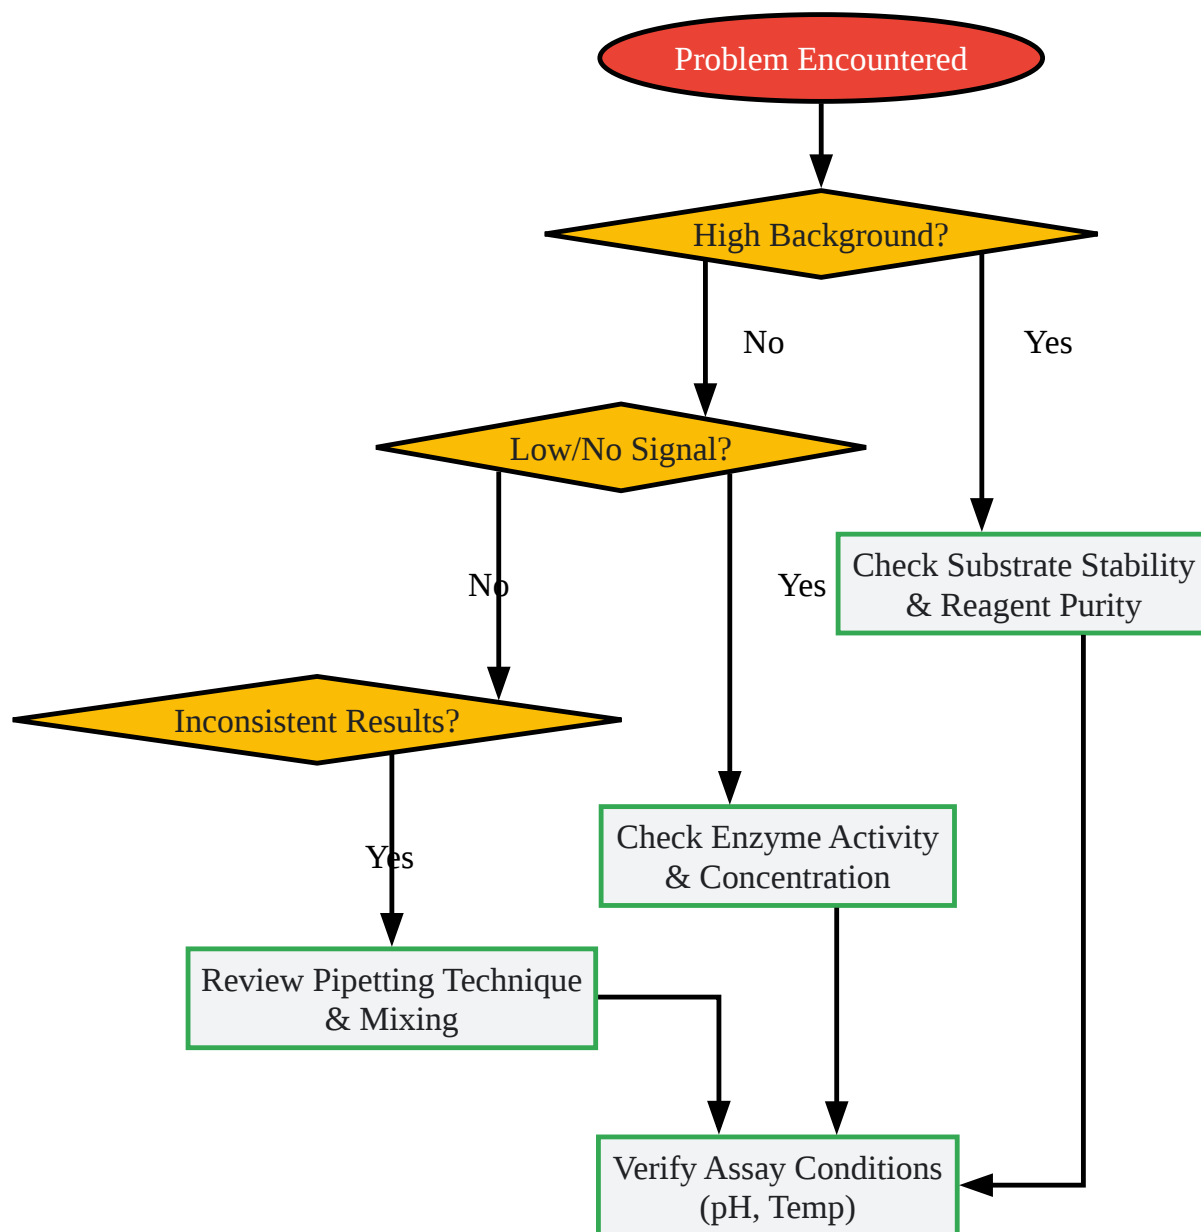 Problem Encountered
High Background?
No
Yes
Low/No Signal?
No
Yes
Check Substrate Stability
& Reagent Purity
Inconsistent Results?
Yes
Check Enzyme Activity
& Concentration
Review Pipetting Technique
& Mixing
Verify Assay Conditions
(pH, Temp)